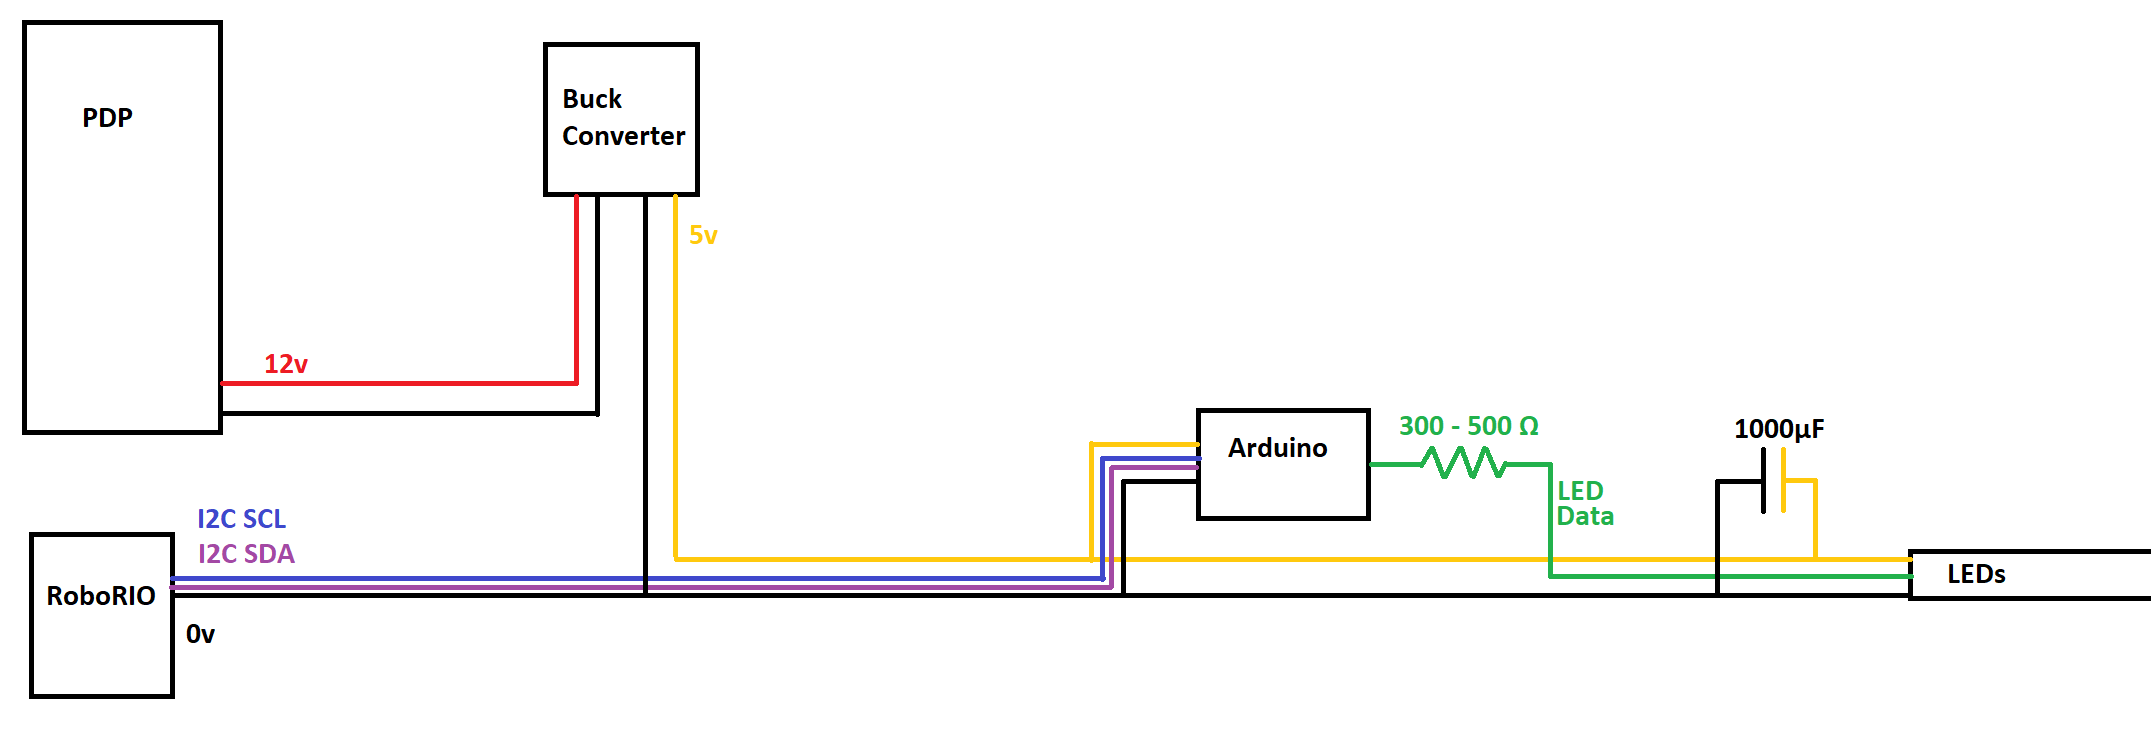 PDP
Buck
Converter
5v
12v
Arduino
300 - 500 Ω
LED
Data
1000µF
I2C SCL
I2C SDA
RoboRIO
0v
LEDs